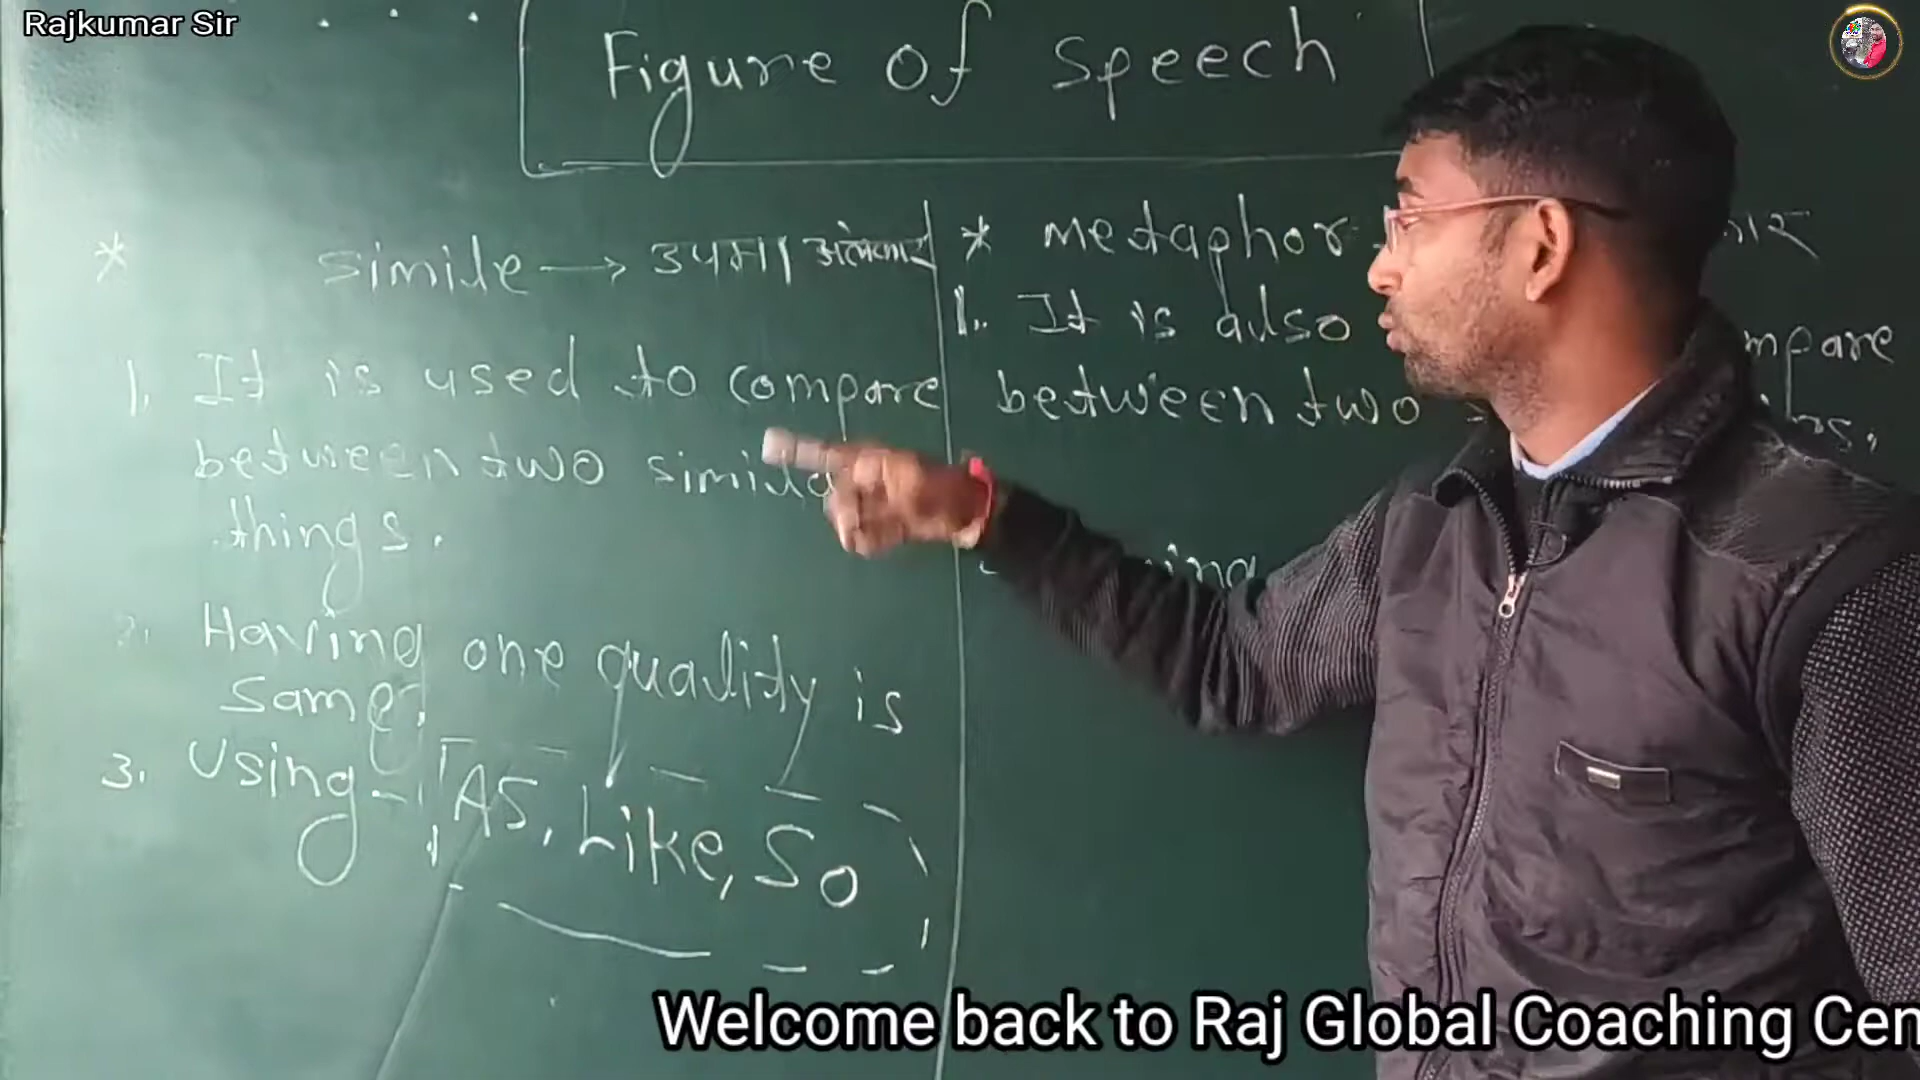 Rajkumar Sir
Figure of speech
* simile → उपमा अलंकार
1. It is used to compare
between two simila
things.
2. Having one quality is
same.
3. Using - AS, Like, So
* metaphor
1. It is also mpare
between two
Welcome back to Raj Global Coaching Cen